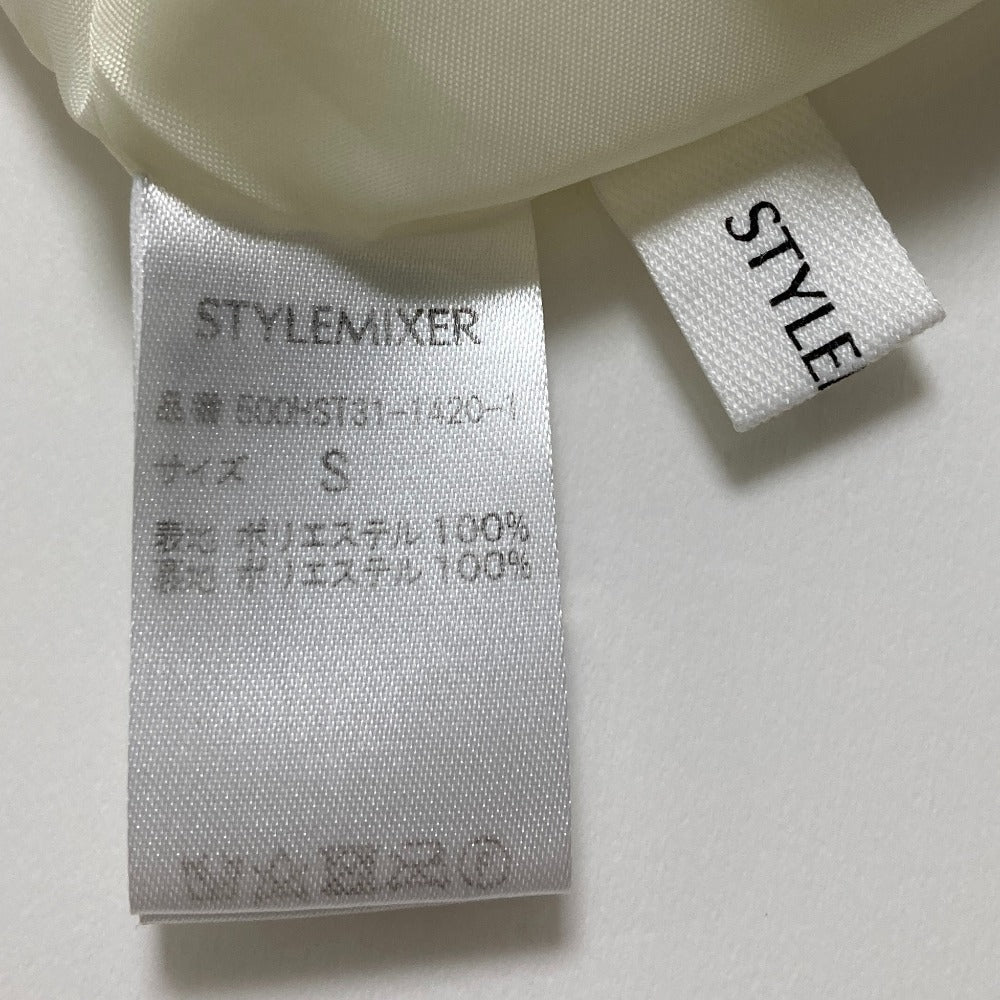 STYLEMIXER
品番 500HST31-1420-1
サイズ S
表地 ポリエステル 100%
裏地 ポリエステル 100%
STYLE